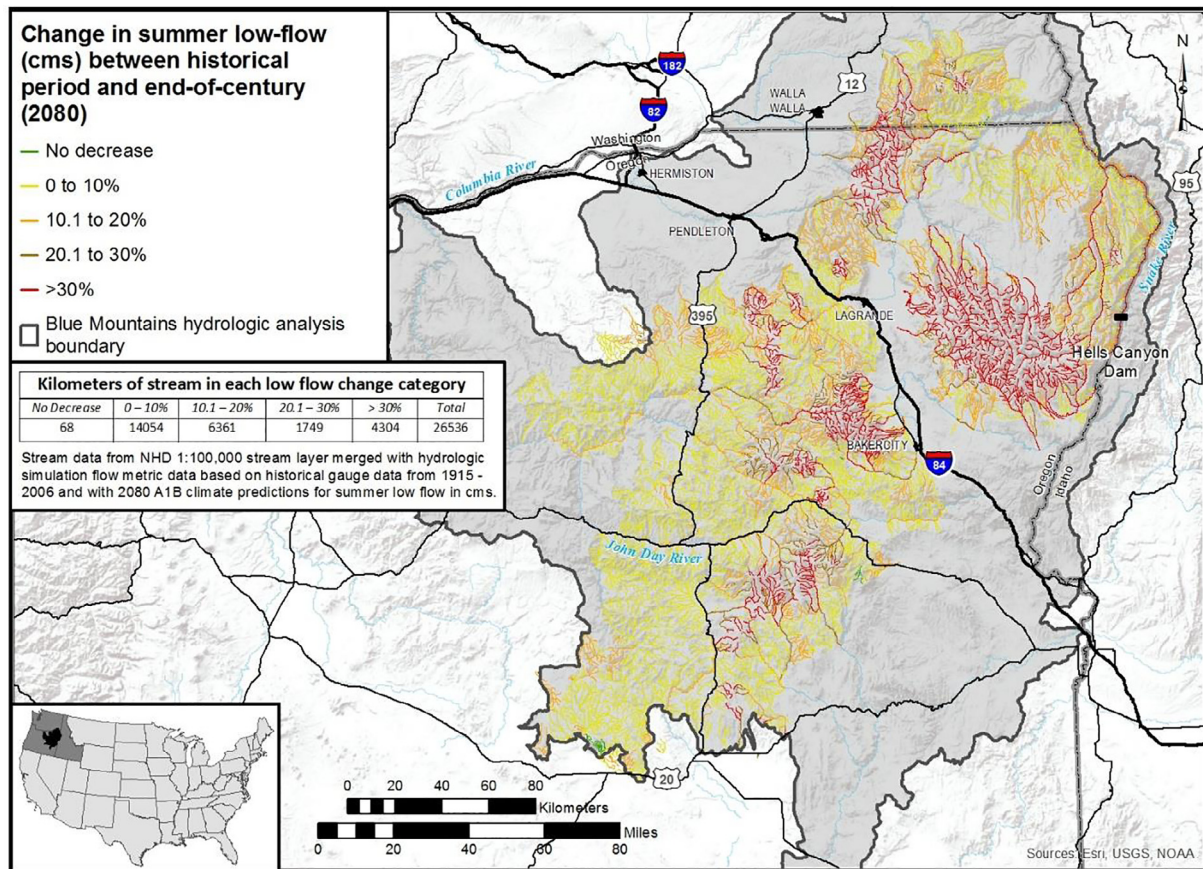 Change in summer low-flow
(cms) between historical
period and end-of-century
(2080)
No decrease
0 to 10%
10.1 to 20%
20.1 to 30%
>30%
Blue Mountains hydrologic analysis
boundary
Kilometers of stream in each low flow change category
No Decrease 0 – 10% 10.1 – 20% 20.1 – 30% > 30% Total
68 14054 6361 1749 4304 26536
Stream data from NHD 1:100,000 stream layer merged with hydrologic
simulation flow metric data based on historical gauge data from 1915 -
2006 and with 2080 A1B climate predictions for summer low flow in cms.
N
182
82
12
WALLA
WALLA
Washington
Oregon
Columbia River
HERMISTON
95
PENDLETON
Snake River
395
LAGRANDE
Hells Canyon
Dam
BAKERCITY
84
Oregon
Idaho
John Day River
20
0 20 40 60 80
Kilometers
Miles
0 20 40 60 80
Sources: Esri, USGS, NOAA